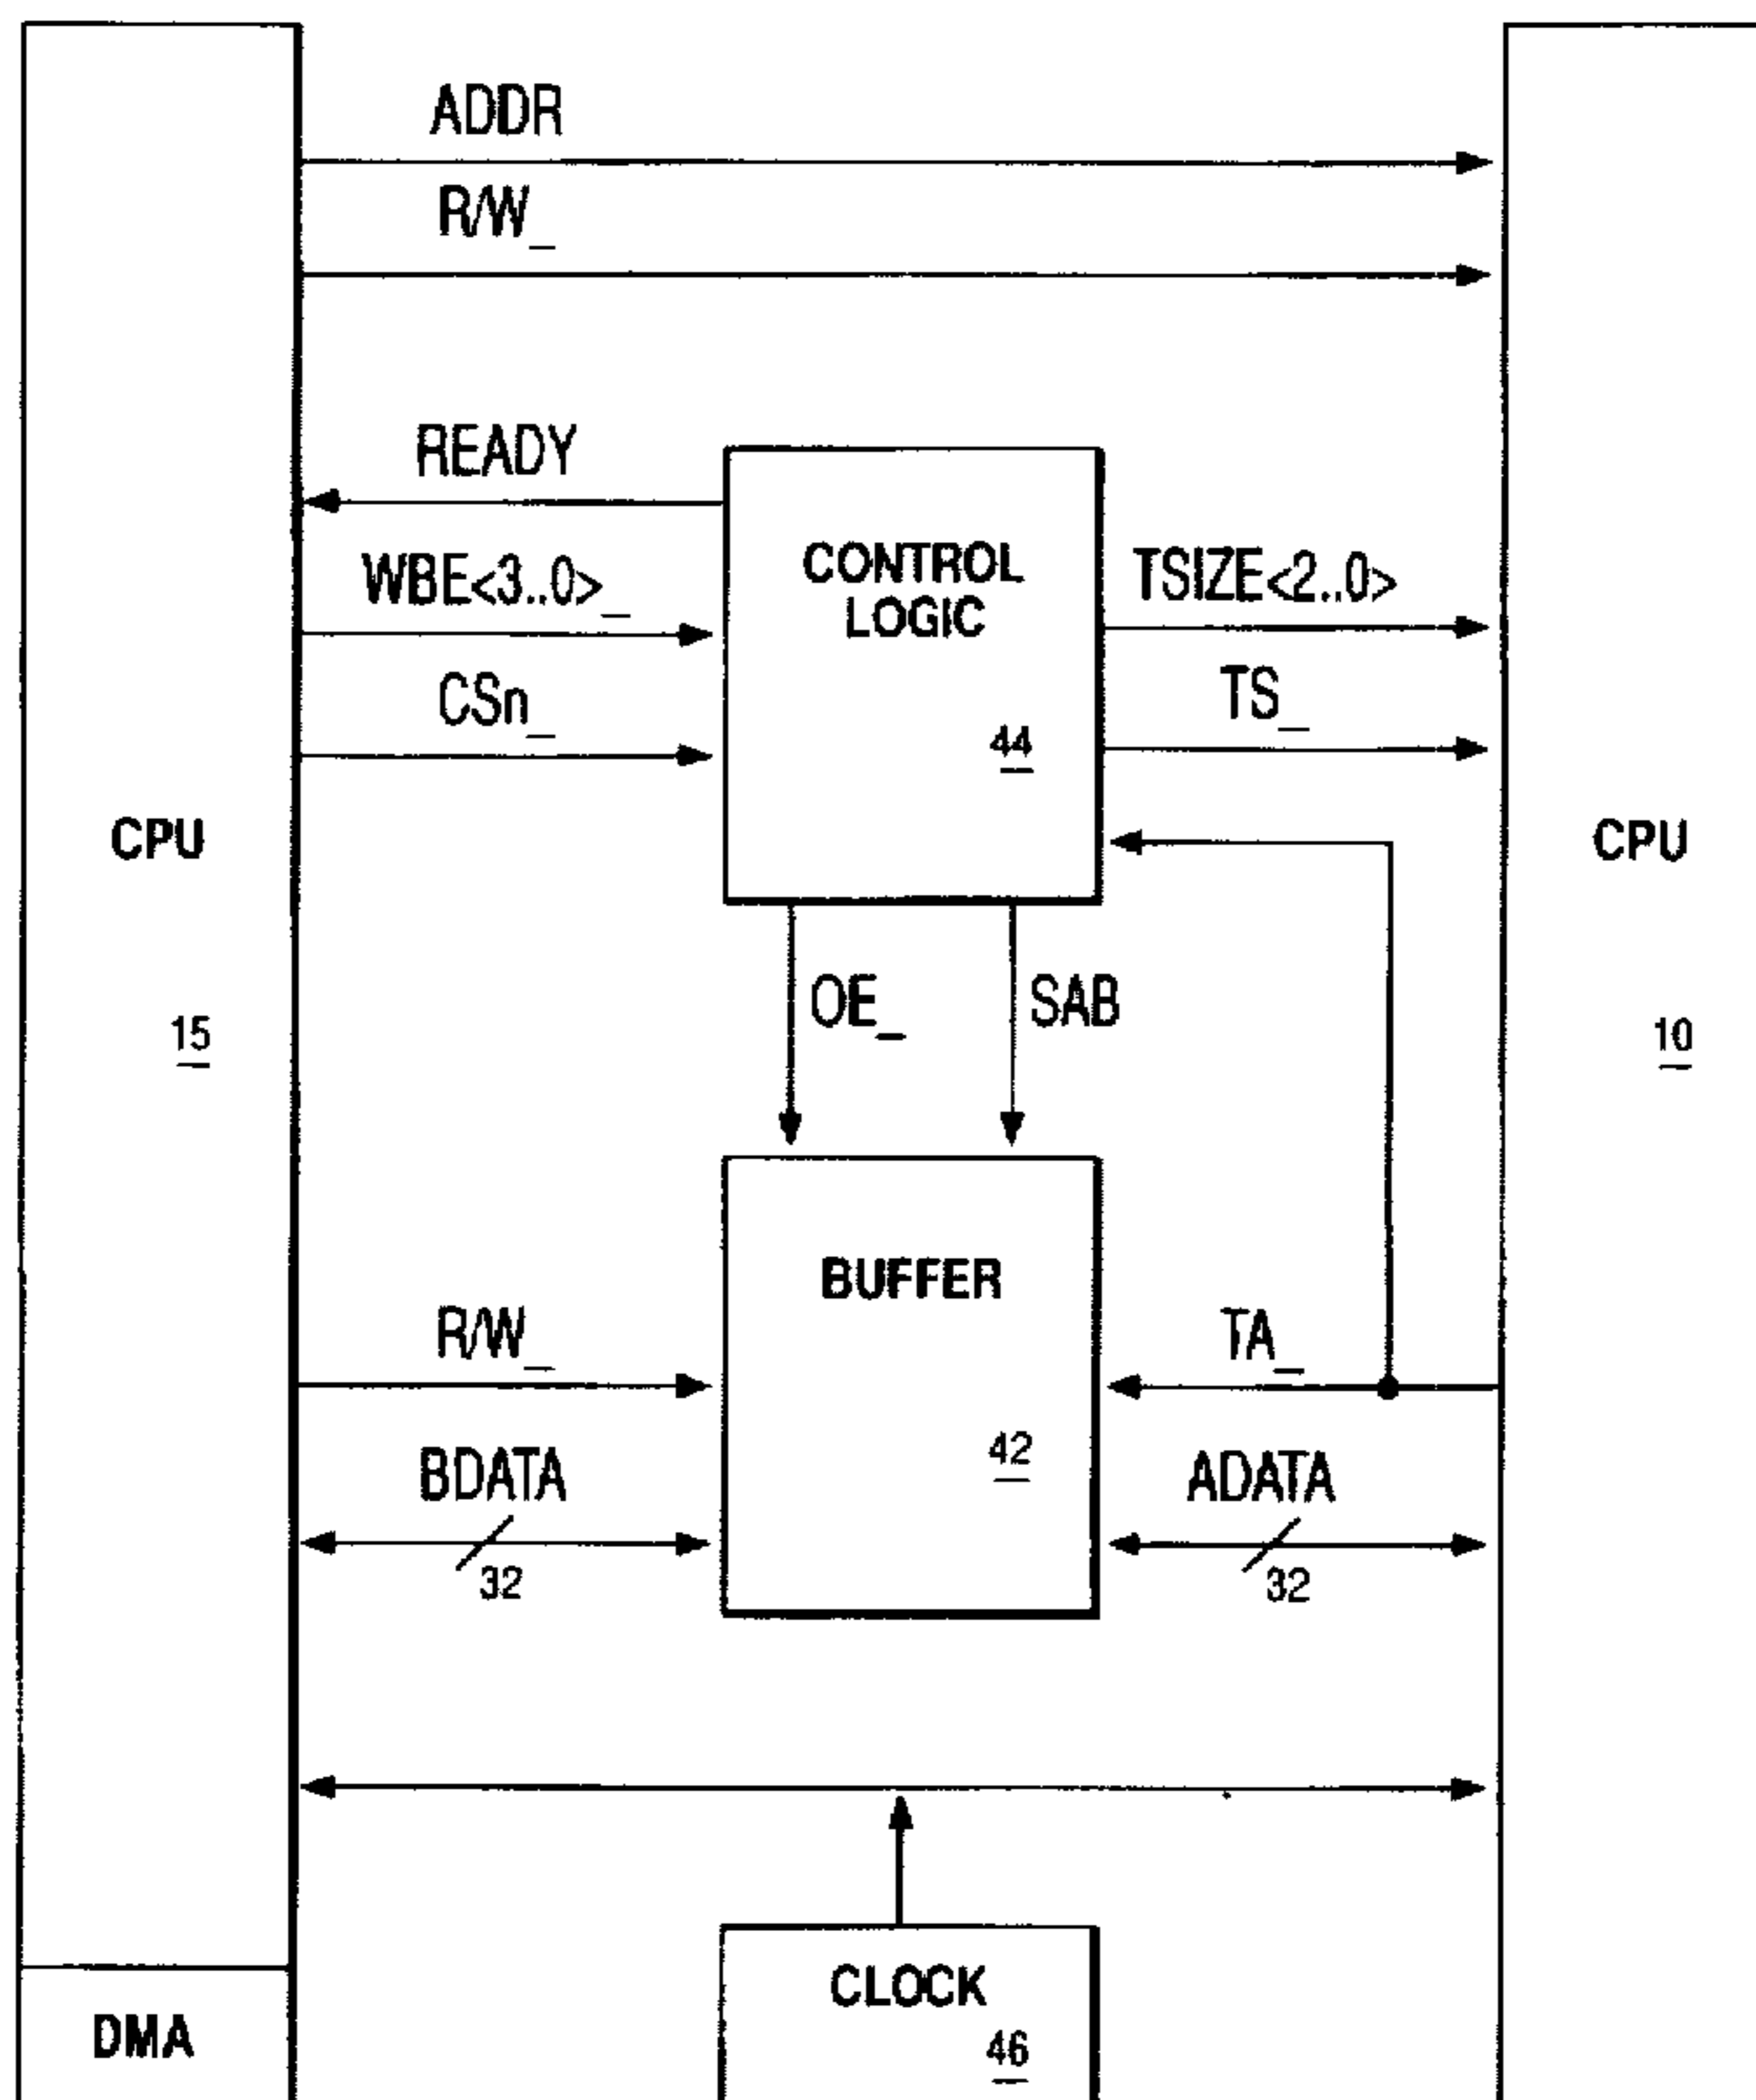 ADDR
R/W_
READY
WBE<3..0>_
CSn_
CONTROL
LOGIC
44
TSIZE<2..0>
TS_
CPU
15
CPU
10
OE_
SAB
BUFFER
42
R/W_
TA_
BDATA
32
ADATA
32
CLOCK
46
DMA